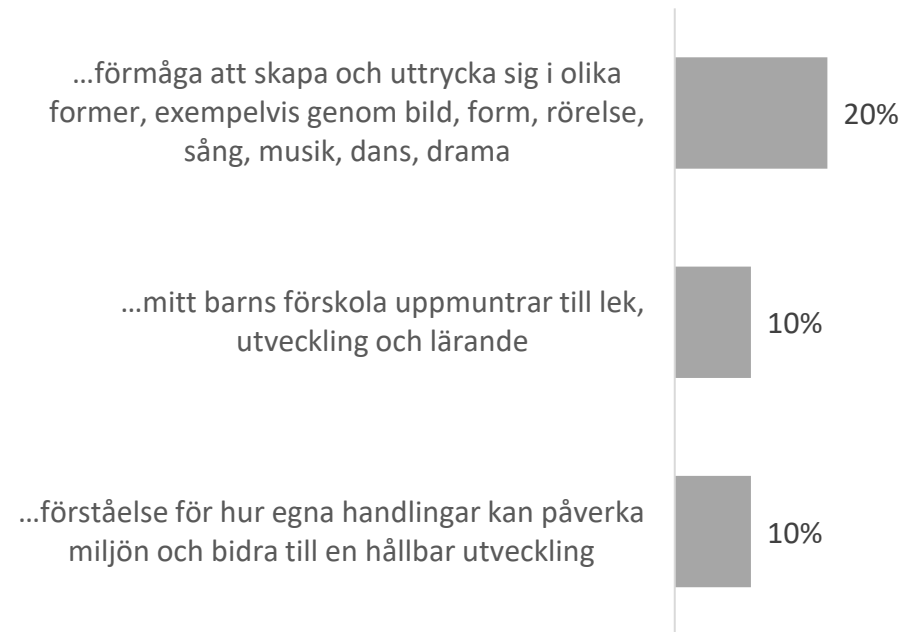 …förmåga att skapa och uttrycka sig i olika
former, exempelvis genom bild, form, rörelse,
sång, musik, dans, drama
20%
…mitt barns förskola uppmuntrar till lek,
utveckling och lärande
10%
…förståelse för hur egna handlingar kan påverka
miljön och bidra till en hållbar utveckling
10%